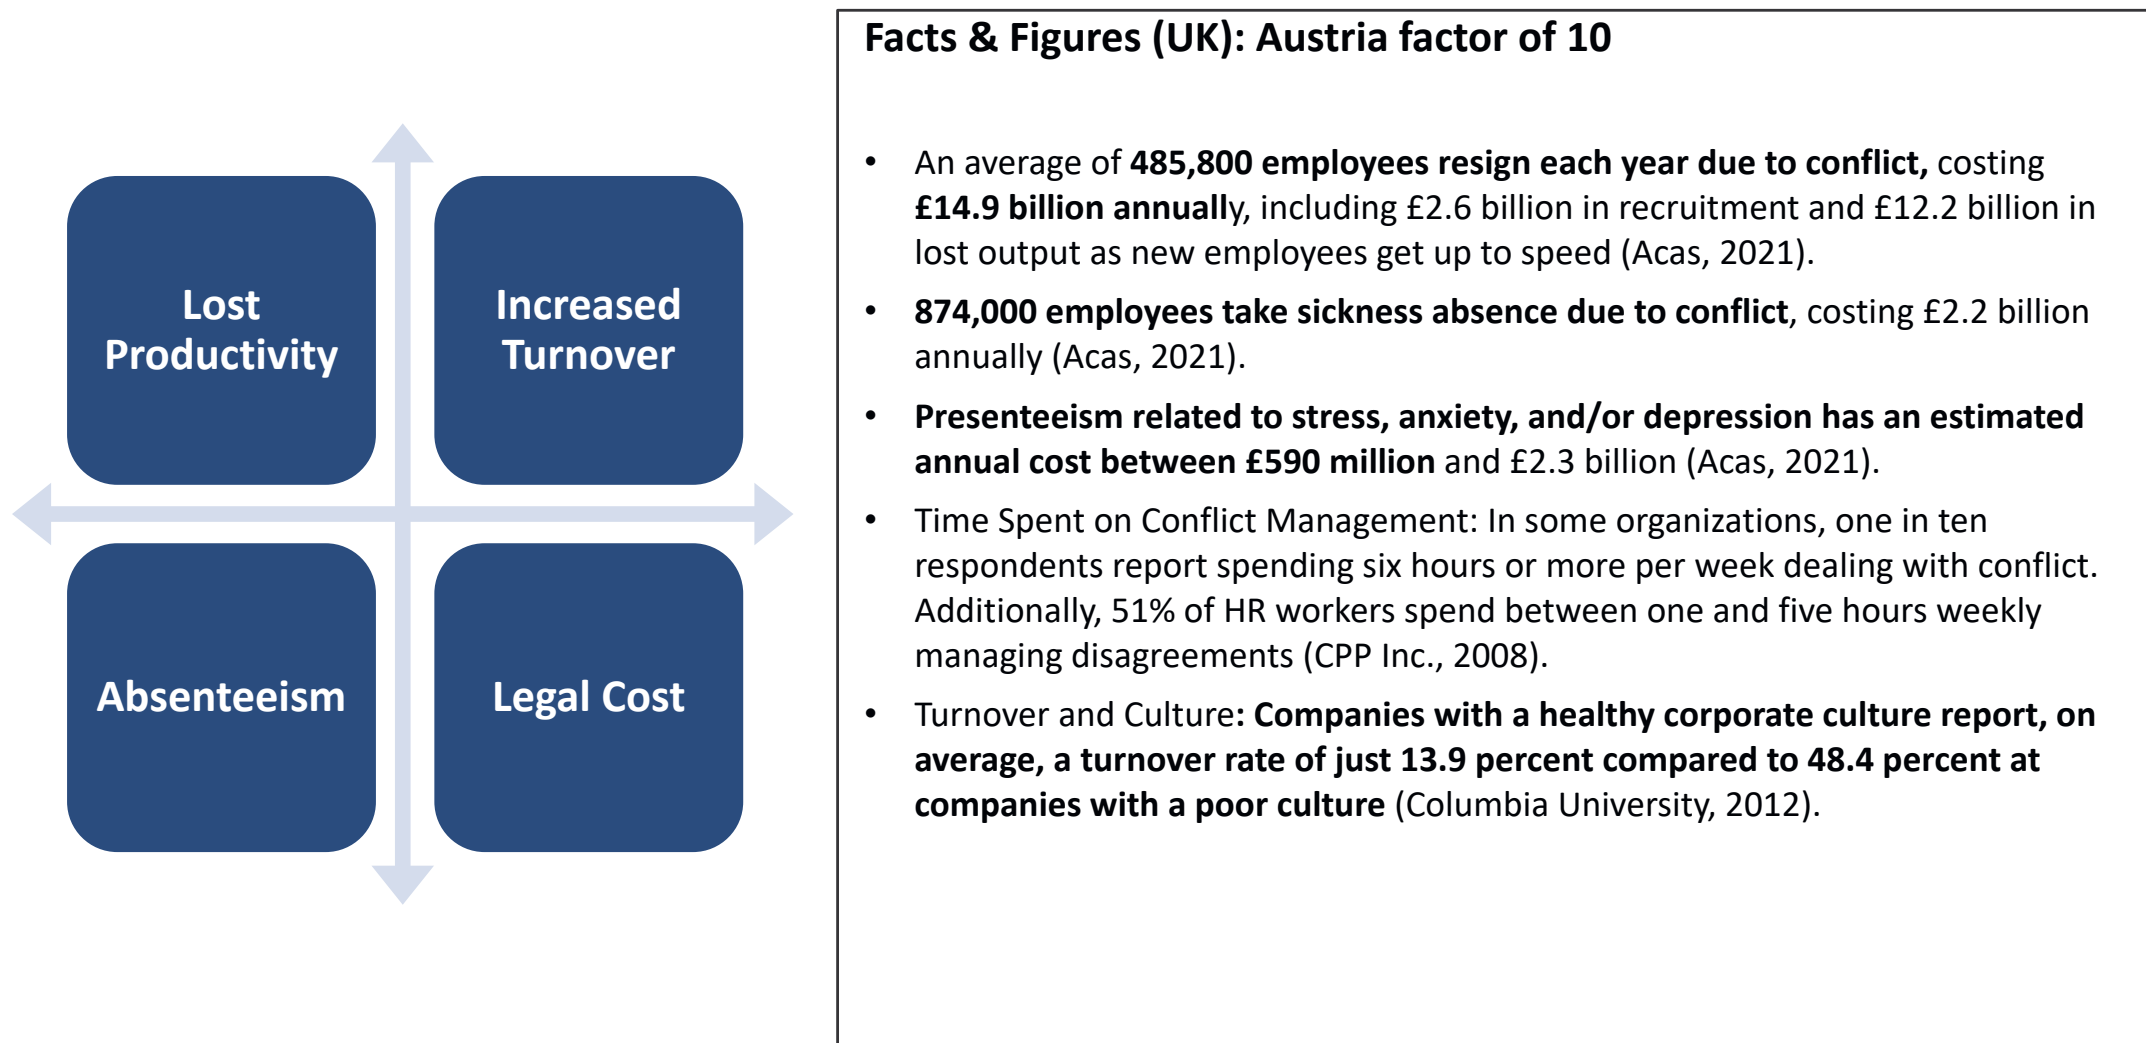 Lost
Productivity
Increased
Turnover
Absenteeism
Legal Cost
Facts & Figures (UK): Austria factor of 10
• An average of 485,800 employees resign each year due to conflict, costing
£14.9 billion annually, including £2.6 billion in recruitment and £12.2 billion in
lost output as new employees get up to speed (Acas, 2021).
• 874,000 employees take sickness absence due to conflict, costing £2.2 billion
annually (Acas, 2021).
• Presenteeism related to stress, anxiety, and/or depression has an estimated
annual cost between £590 million and £2.3 billion (Acas, 2021).
• Time Spent on Conflict Management: In some organizations, one in ten
respondents report spending six hours or more per week dealing with conflict.
Additionally, 51% of HR workers spend between one and five hours weekly
managing disagreements (CPP Inc., 2008).
• Turnover and Culture: Companies with a healthy corporate culture report, on
average, a turnover rate of just 13.9 percent compared to 48.4 percent at
companies with a poor culture (Columbia University, 2012).